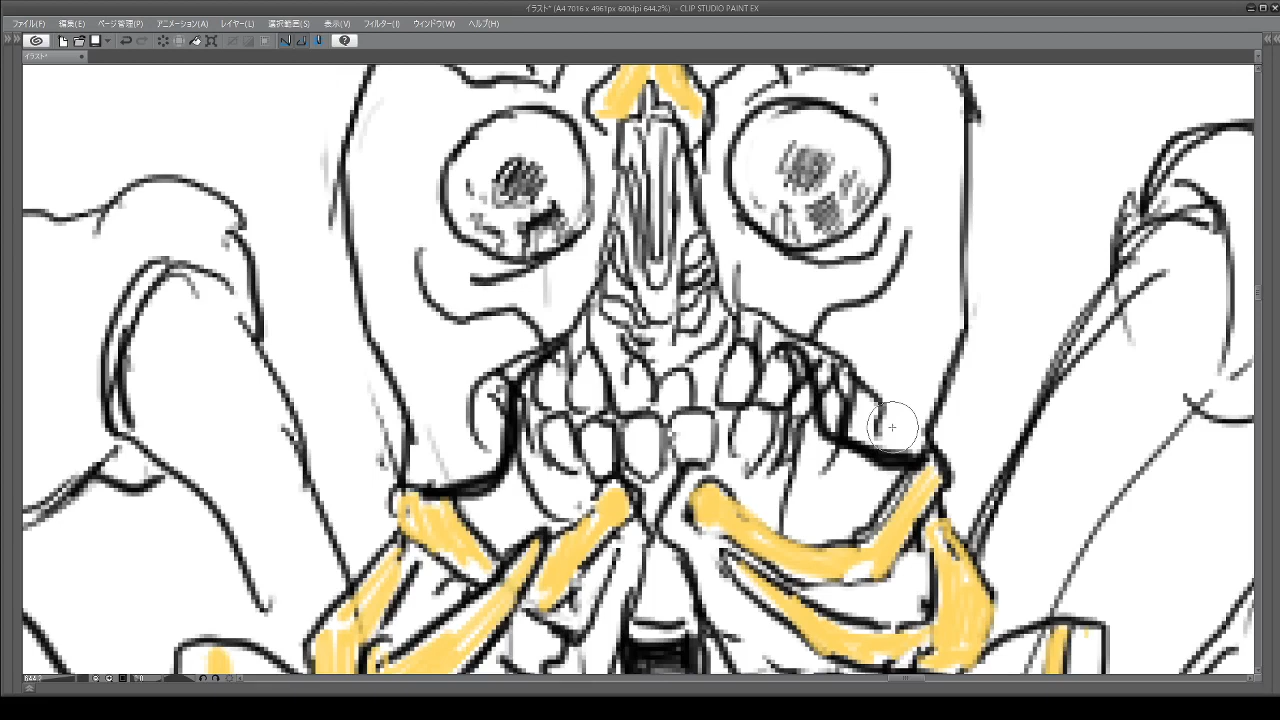 イラスト* (A4 7016 x 4961px 600dpi 644.2%) - CLIP STUDIO PAINT EX
ファイル(F) 編集(E) ページ管理(P) アニメーション(A) レイヤー(L) 選択範囲(S) 表示(V) フィルター(I) ウィンドウ(W) ヘルプ(H)
イラスト*
644.2